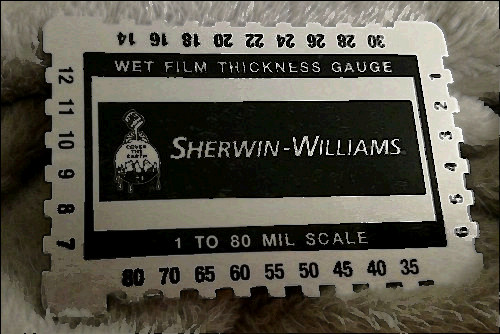 14 16 18 20 22 24 26 28 30
WET FILM THICKNESS GAUGE
12 11 10 9 8 7
1 2 3 4 5 6
COVER THE EARTH
SHERWIN-WILLIAMS
1 TO 80 MIL SCALE
80 70 65 60 55 50 45 40 35